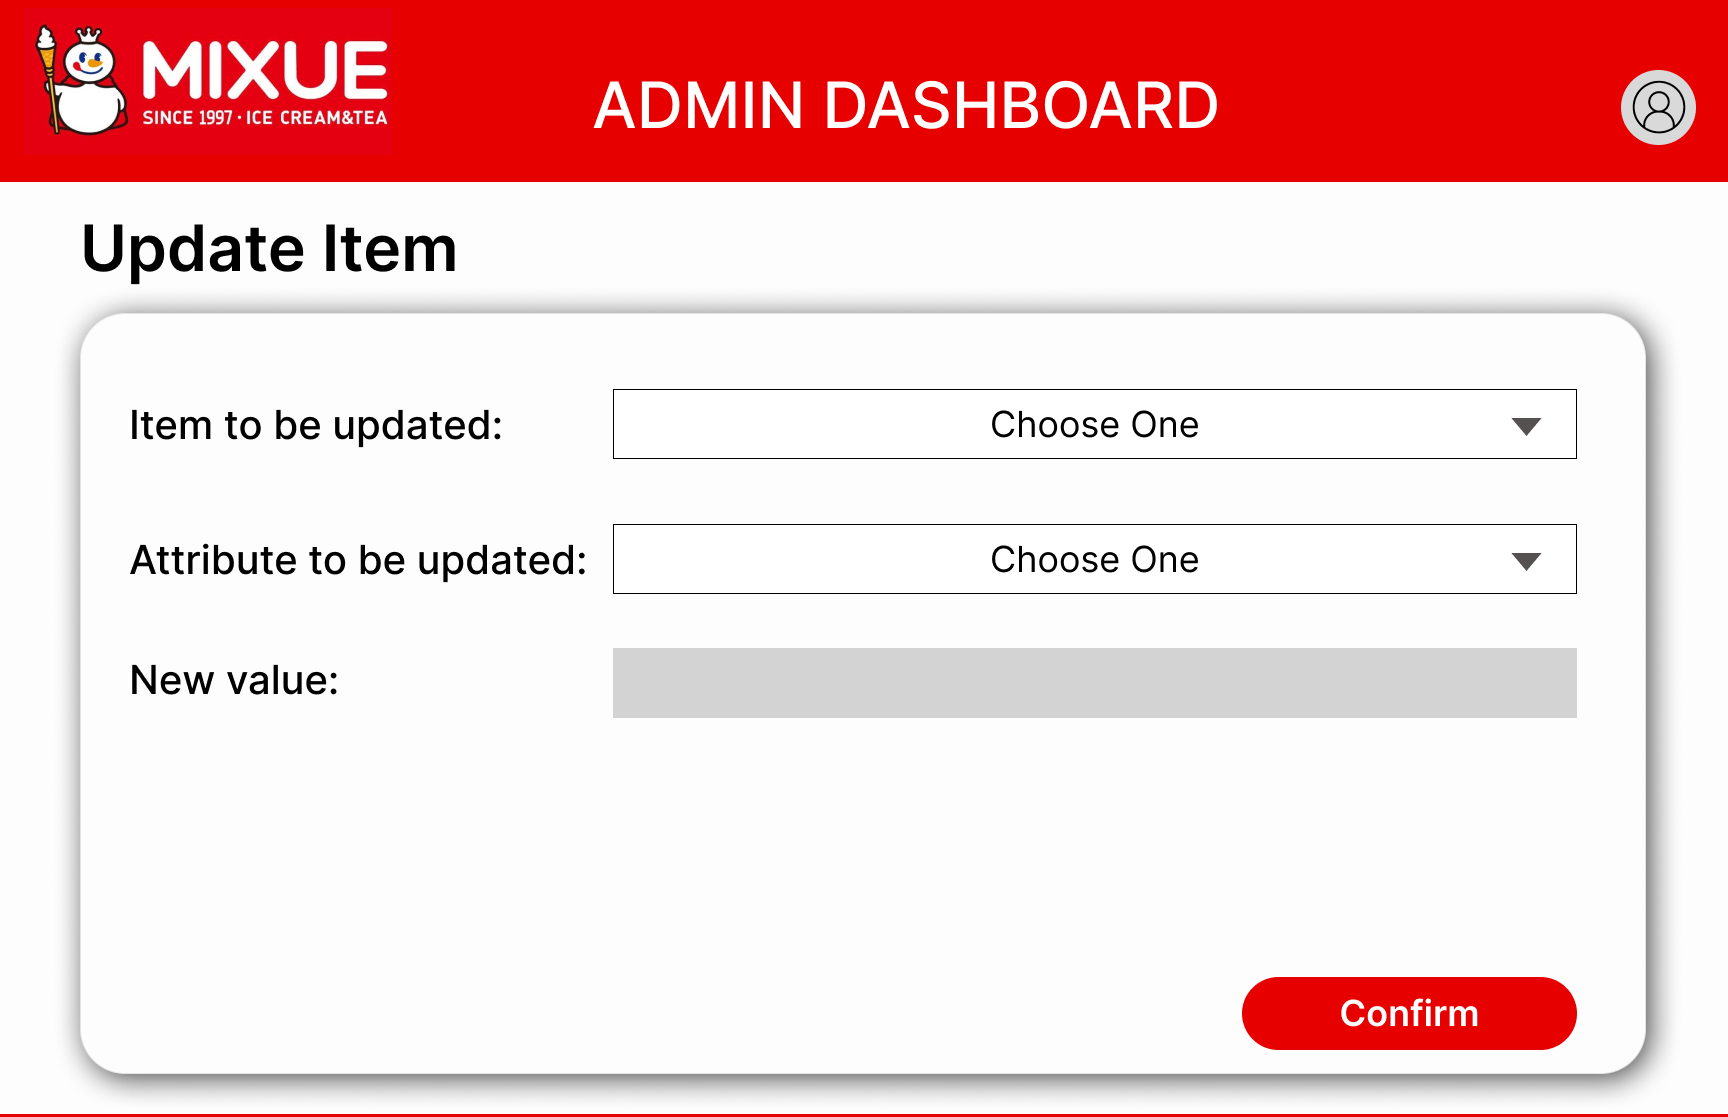 MIXUE
SINCE 1997 · ICE CREAM&TEA
ADMIN DASHBOARD
Update Item
Item to be updated:
Choose One
Attribute to be updated:
Choose One
New value:
Confirm